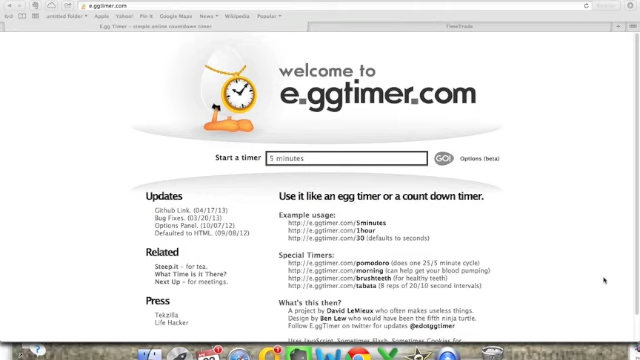 e.ggtimer.com
untitled folder Apple Yahoo! Pin It Google Maps News Wikipedia Popular
E.gg Timer - simple online countdown timer TimeTrade
welcome to
e.ggtimer.com
Start a timer 5 minutes GO! Options (beta)
Updates
Github Link. (04/17/13)
Bug Fixes. (03/20/13)
Options Panel. (10/07/12)
Defaulted to HTML. (09/08/12)
Related
Steep.it - for tea.
What Time is it There?
Next Up - for meetings.
Press
Tekzilla
Life Hacker
Use it like an egg timer or a count down timer.
Example usage:
http://e.ggtimer.com/5minutes
http://e.ggtimer.com/1hour
http://e.ggtimer.com/30 (defaults to seconds)
Special Timers:
http://e.ggtimer.com/pomodoro (does one 25/5 minute cycle)
http://e.ggtimer.com/morning (can help get your blood pumping)
http://e.ggtimer.com/brushteeth (for healthy teeth)
http://e.ggtimer.com/tabata (8 reps of 20/10 second intervals)
What's this then?
A project by David LeMieux who often makes useless things.
Design by Ben Lew who would have been the fifth ninja turtle.
Follow E.ggTimer on twitter for updates @edotggtimer